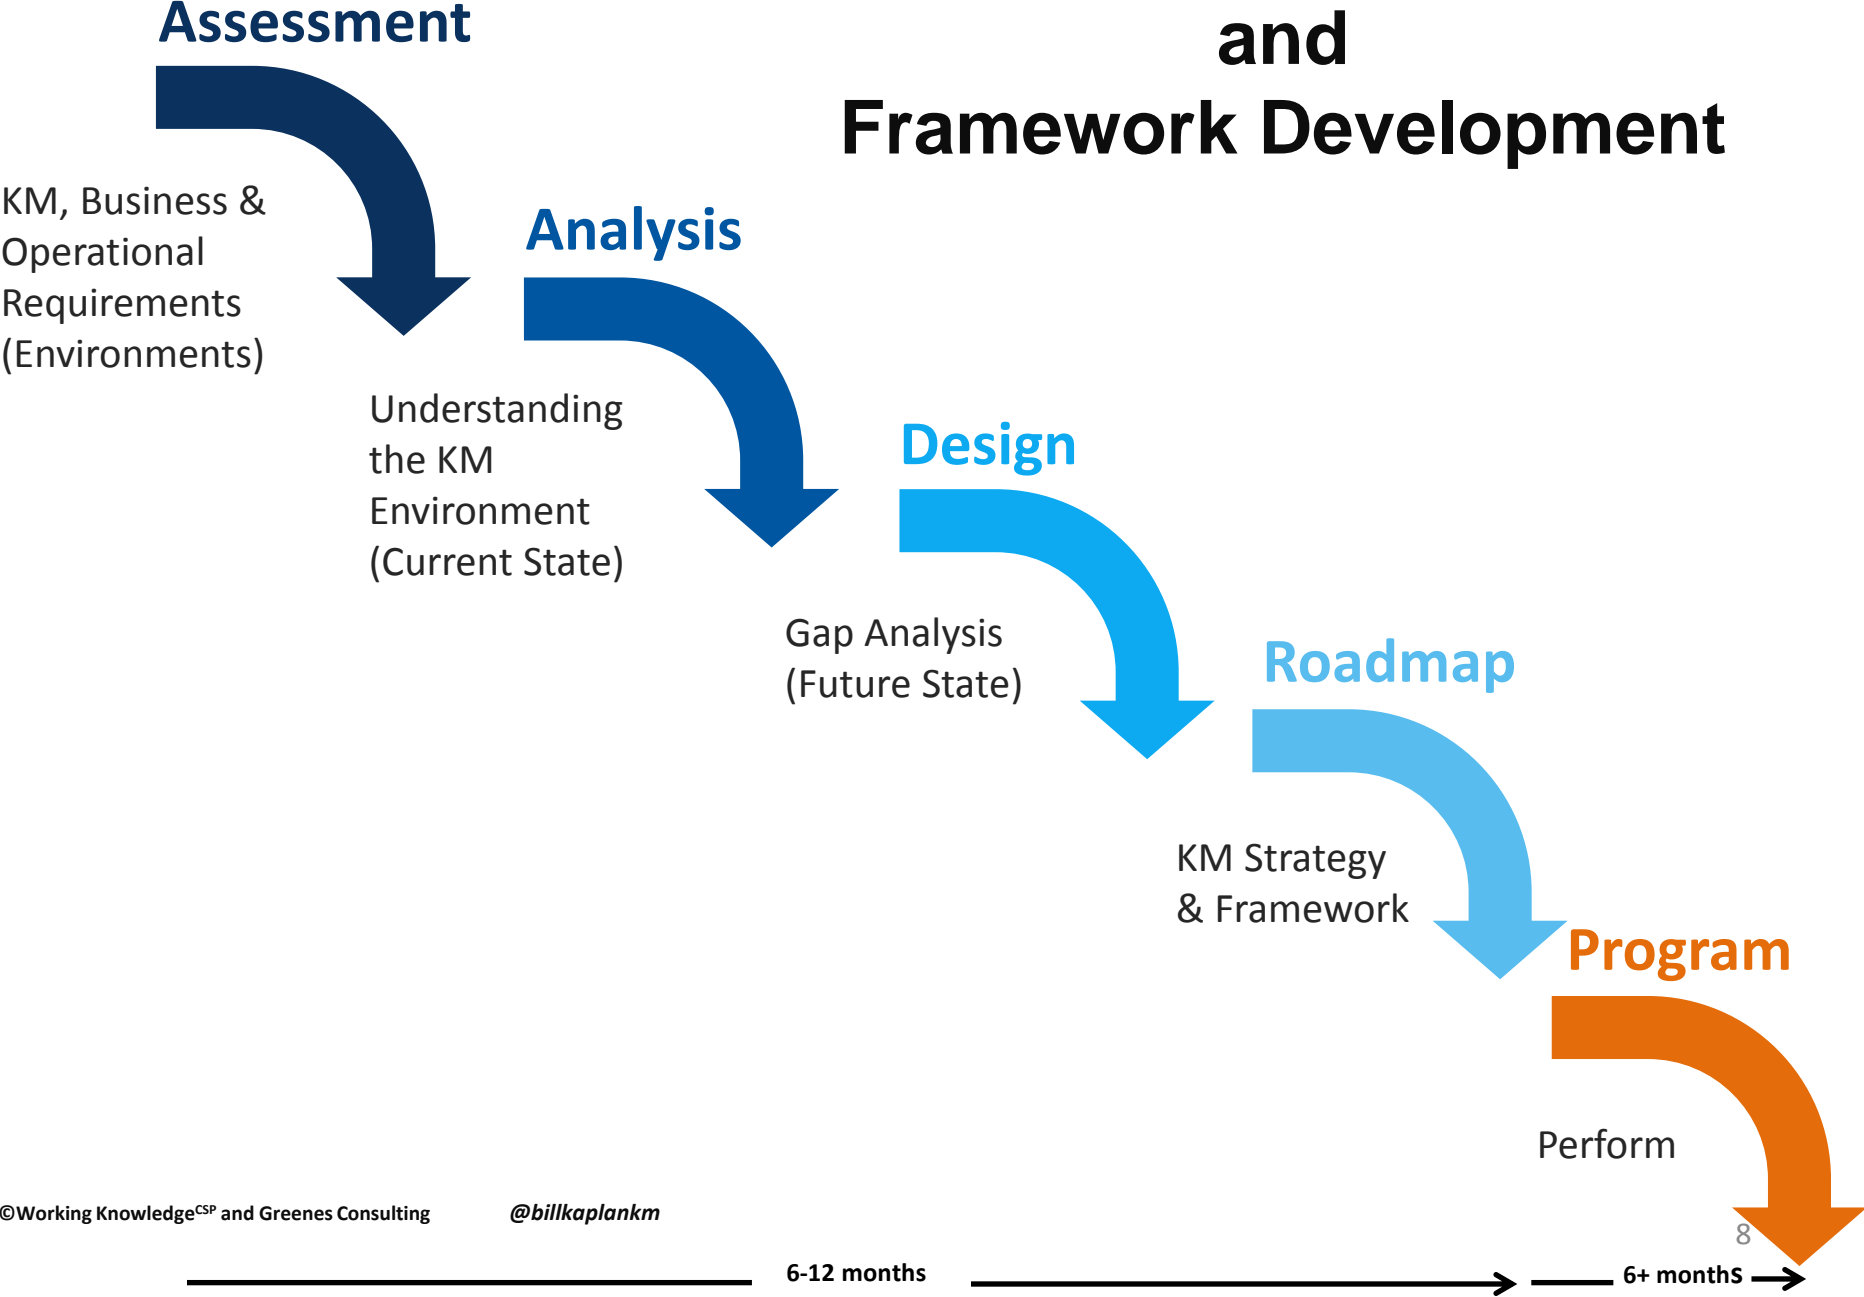 Assessment
and
Framework Development
KM, Business &
Operational
Requirements
(Environments)
Analysis
Understanding
the KM
Environment
(Current State)
Design
Gap Analysis
(Future State)
Roadmap
KM Strategy
& Framework
Program
Perform
©Working Knowledgeᶜˢᴾ and Greenes Consulting
@billkaplankm
8
6-12 months
6+ months